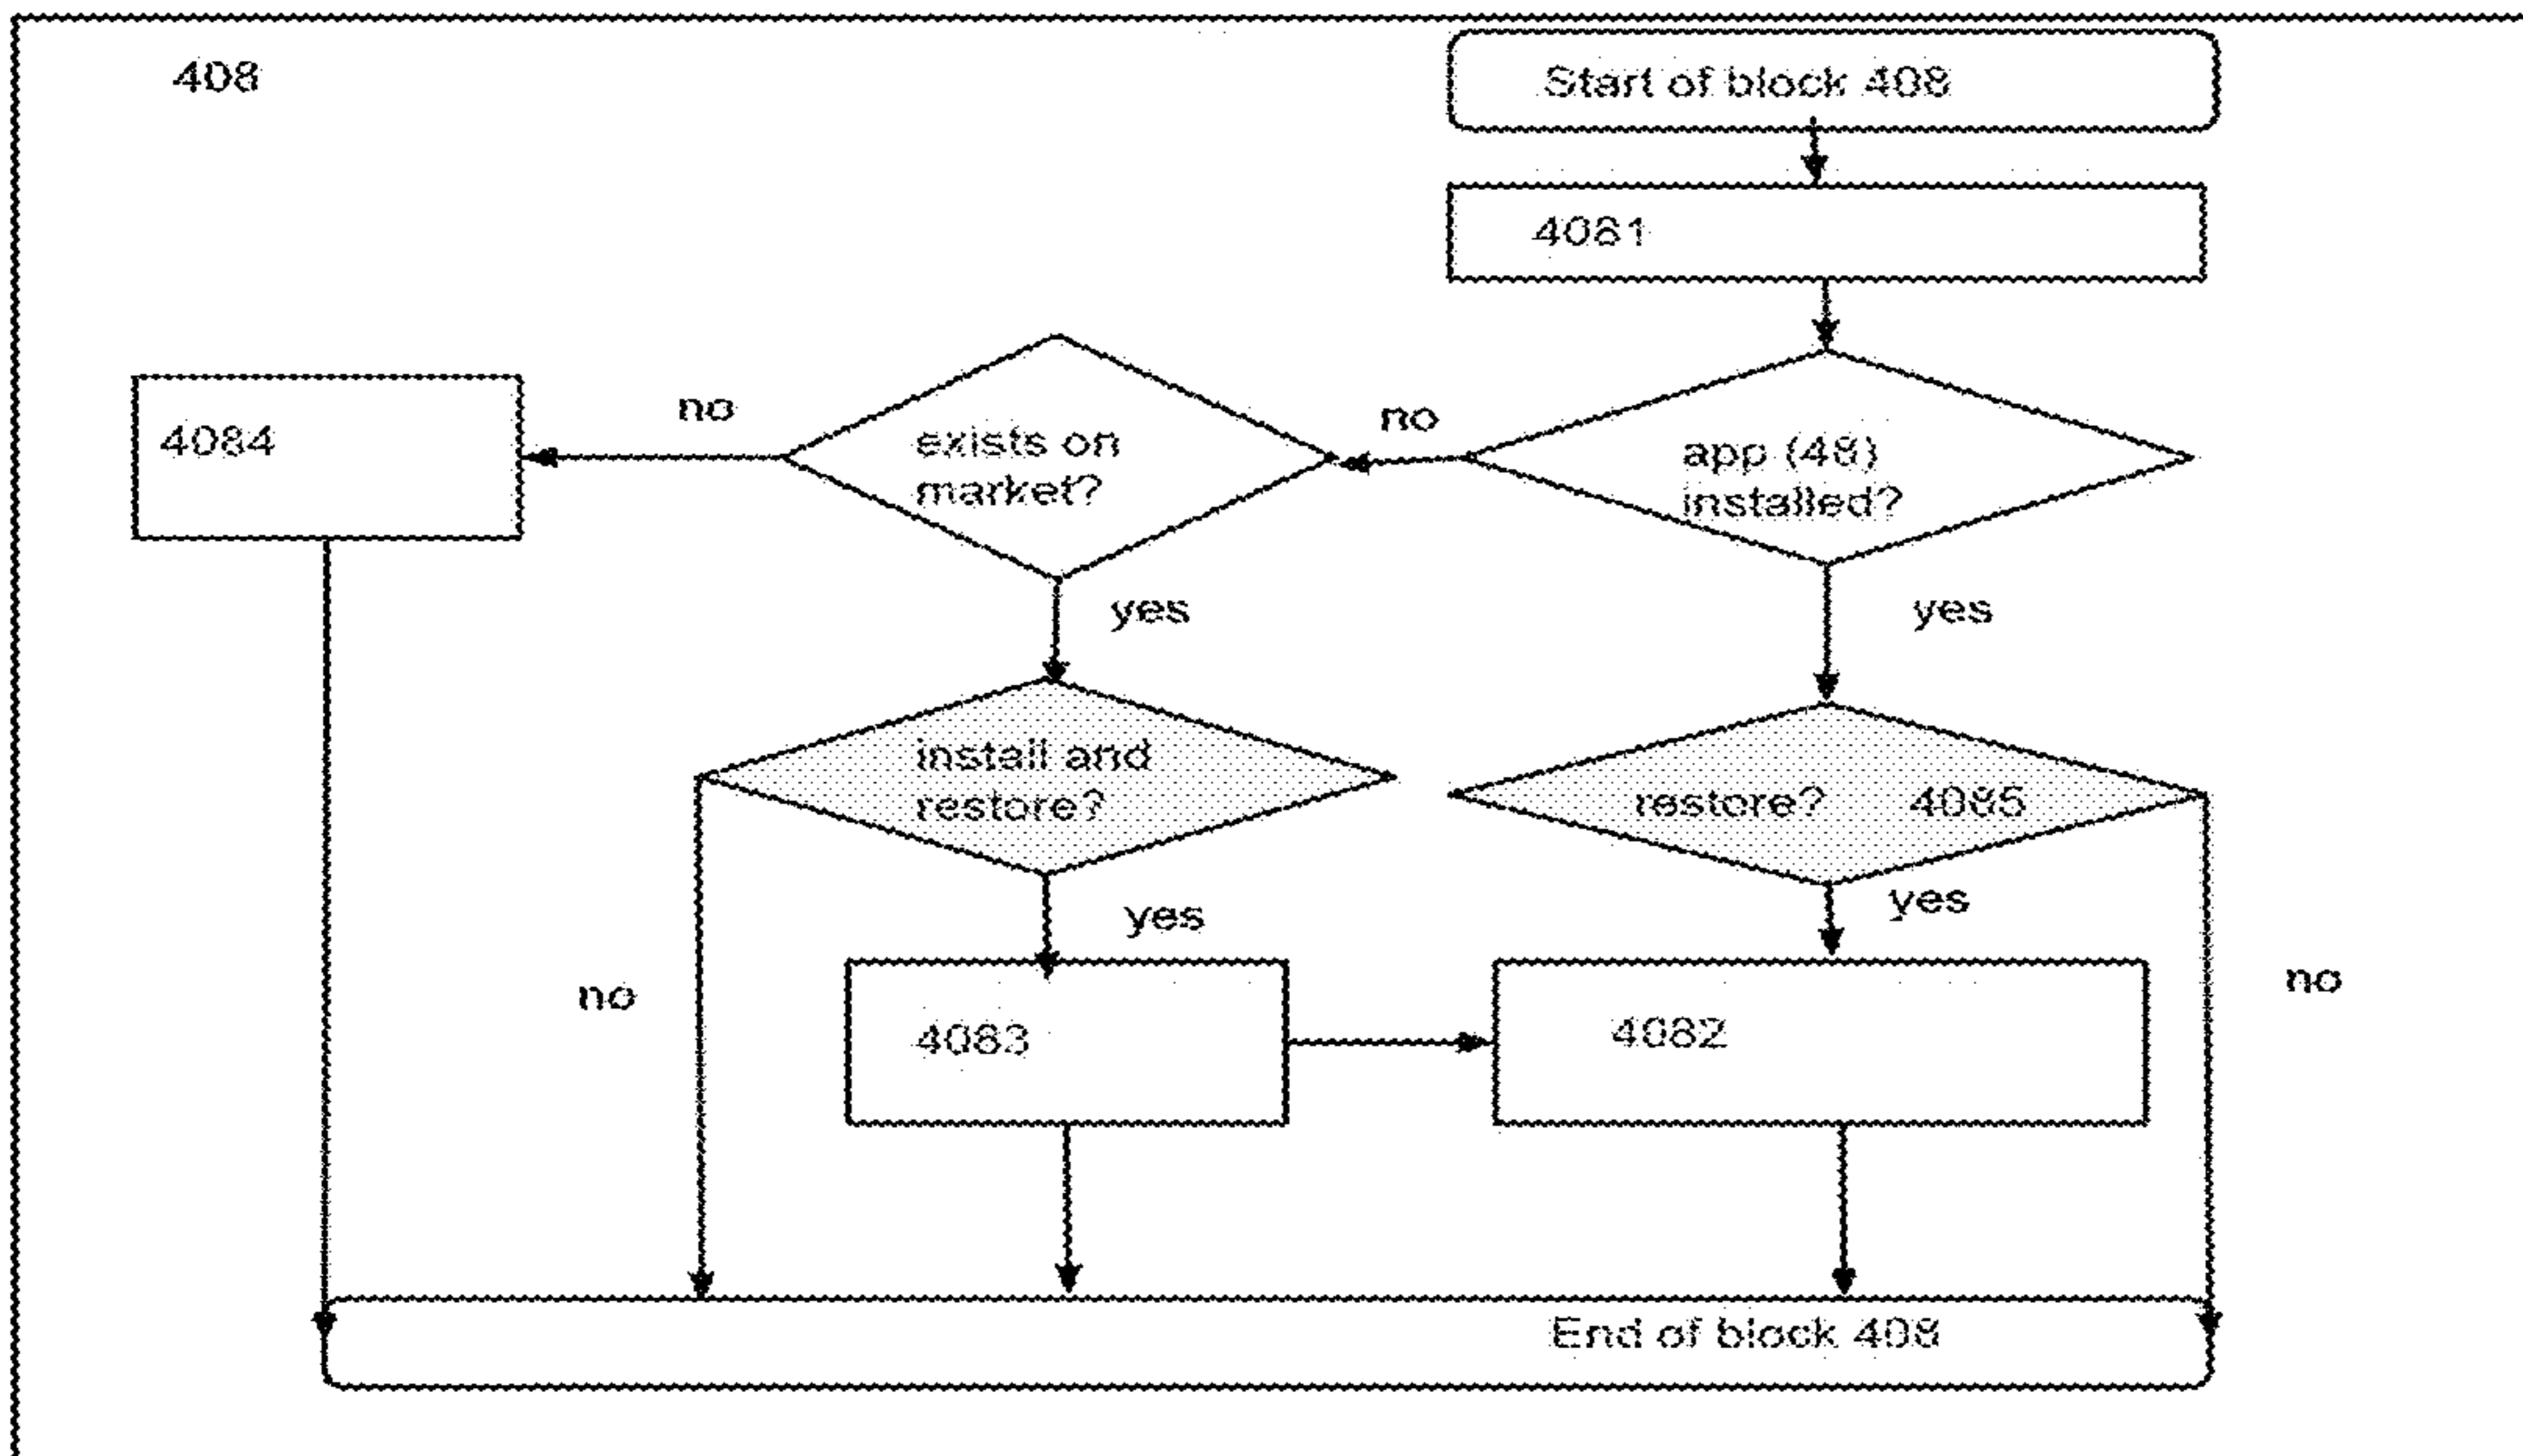 408
Start of block 408
4081
4084
no
exists on
market?
no
app (48)
installed?
yes
yes
install and
restore?
restore? 4085
yes
yes
no
4083
4082
no
End of block 408